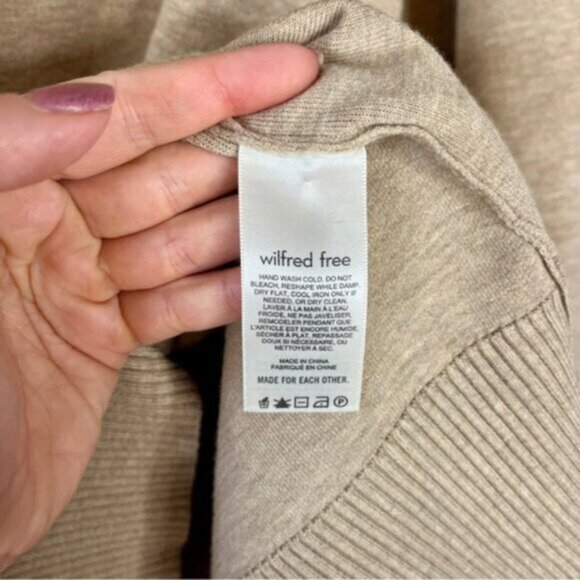 wilfred free
HAND WASH COLD, DO NOT
BLEACH, RESHAPE WHILE DAMP,
DRY FLAT, COOL IRON ONLY IF
NEEDED, OR DRY CLEAN.
LAVER À LA MAIN À L'EAU
FROIDE, NE PAS JAVELISER,
REMODELER PENDANT QUE
L'ARTICLE EST ENCORE HUMIDE,
SÉCHER À PLAT, REPASSAGE
DOUX SI NÉCESSAIRE, OU
NETTOYER À SEC.
MADE IN CHINA
FABRIQUÉ EN CHINE
MADE FOR EACH OTHER.
P